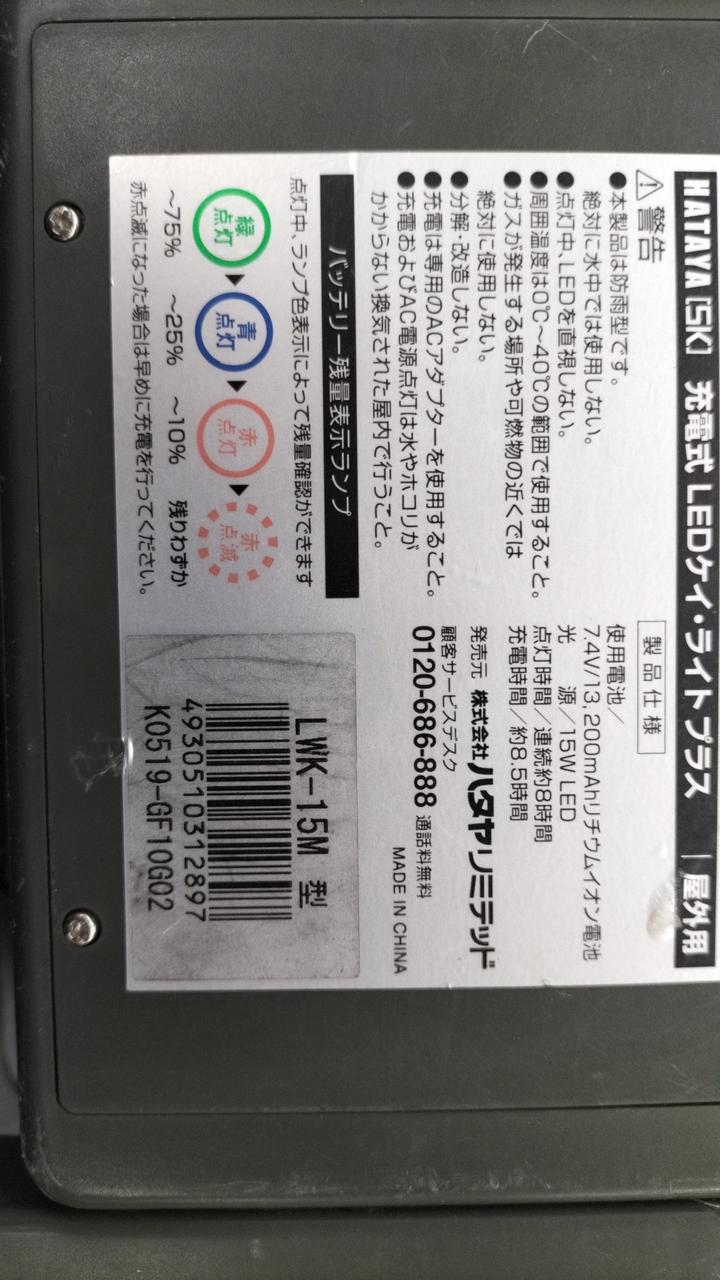 HATAYA [SK] 充電式 LEDケイ・ライトプラス | 屋外用
⚠警告
●本製品は防雨型です。
絶対に水中では使用しない。
●点灯中、LEDを直視しない。
●周囲温度は0℃～40℃の範囲で使用すること。
●ガスが発生する場所や可燃物の近くでは
絶対に使用しない。
●分解・改造しない。
●充電は専用のACアダプターを使用すること。
●充電およびAC電源点灯は水やホコリが
かからない換気された屋内で行うこと。
バッテリー残量表示ランプ
点灯中、ランプ色表示によって残量確認ができます
緑点灯 ▶ 青点灯 ▶ 赤点灯 ▶ 赤点滅
～75% ～25% ～10% 残りわずか
赤点滅になった場合は早めに充電を行ってください。
製品仕様
使用電池／
7.4V/13,200mAhリチウムイオン電池
光 源／15W LED
点灯時間／連続約8時間
充電時間／約8.5時間
発売元 株式会社ハタヤリミテッド
顧客サービスデスク
0120-686-888 通話料無料
MADE IN CHINA
LWK-15M 型
4930510312897
K0519-GF10G02